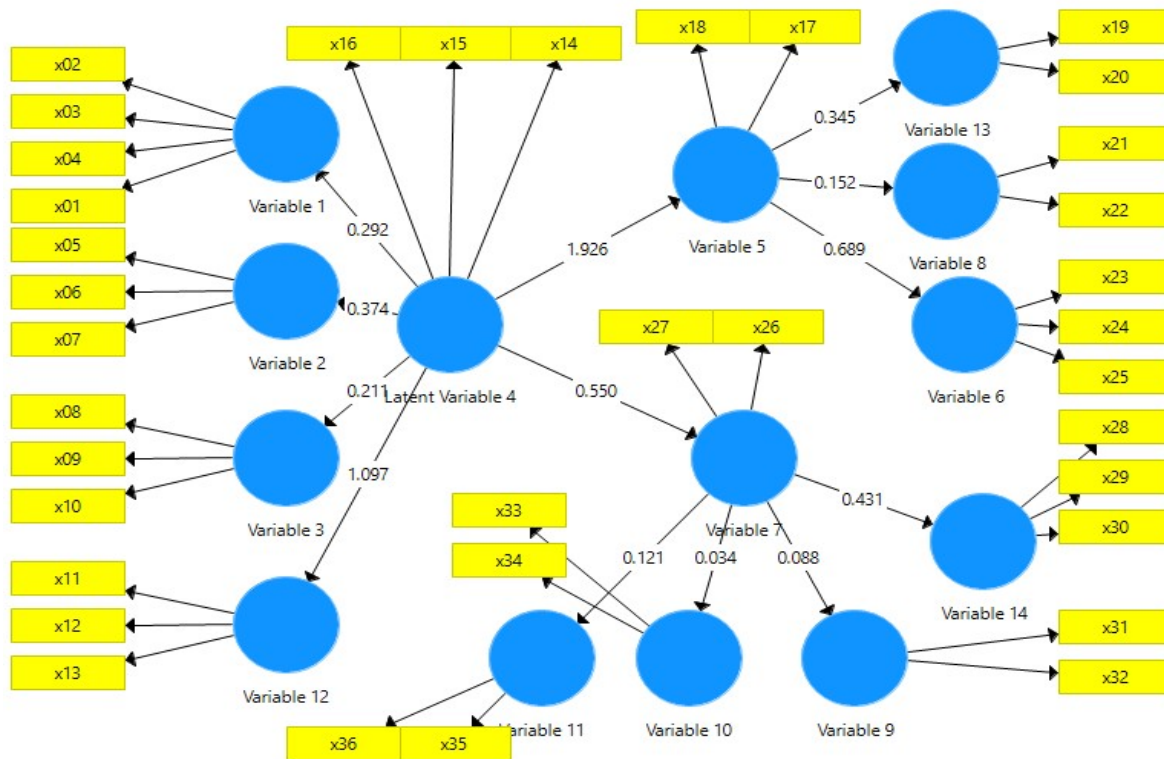 x16 x15 x14
x18 x17
x19
x20
Variable 13
x02
x03
x04
x01
Variable 1
0.292
x05
x06
x07
Variable 2
0.374
x08
x09
x10
Variable 3
0.211
x11
x12
x13
Variable 12
1.097
Latent Variable 4
1.926
0.550
Variable 5
0.345
0.152
0.689
x21
x22
Variable 8
x23
x24
x25
Variable 6
x27 x26
Variable 7
0.121
0.034
0.088
0.431
x28
x29
x30
Variable 14
x33
x34
x31
x32
Variable 11
Variable 10
Variable 9
x36 x35